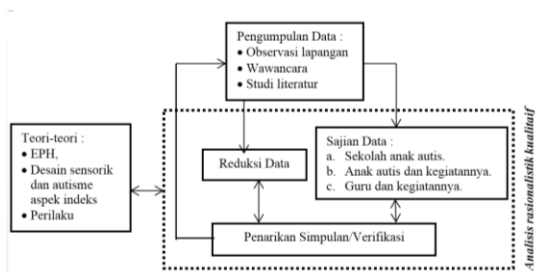 Pengumpulan Data :
• Observasi lapangan
• Wawancara
• Studi literatur
Teori-teori :
• EPH,
• Desain sensorik
dan autisme
aspek indeks
• Perilaku
Reduksi Data
Sajian Data :
a. Sekolah anak autis.
b. Anak autis dan kegiatannya.
c. Guru dan kegiatannya.
Penarikan Simpulan/Verifikasi
Analisis rasionalistik kualitaif